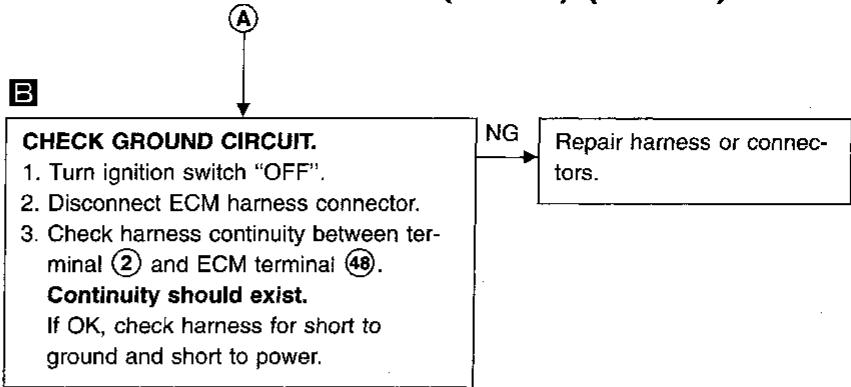 A
B
CHECK GROUND CIRCUIT.
1. Turn ignition switch “OFF”.
2. Disconnect ECM harness connector.
3. Check harness continuity between ter-
minal 2 and ECM terminal 48.
Continuity should exist.
If OK, check harness for short to
ground and short to power.
NG
Repair harness or connec-
tors.